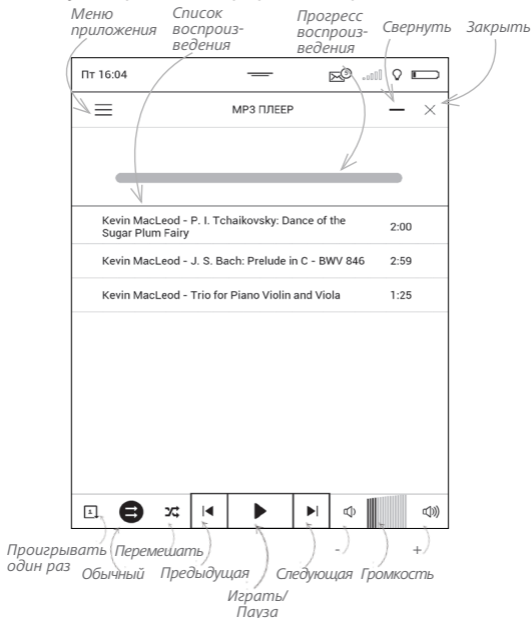 Меню
приложения
Список
воспроиз-
ведения
Прогресс
воспроиз-
ведения
Свернуть
Закрыть
Пт 16:04
MP3 ПЛЕЕР
Kevin MacLeod - P. I. Tchaikovsky: Dance of the
Sugar Plum Fairy
2:00
Kevin MacLeod - J. S. Bach: Prelude in C - BWV 846
2:59
Kevin MacLeod - Trio for Piano Violin and Viola
1:25
Проигрывать
один раз
Обычный
Перемешать
Предыдущая
Играть/
Пауза
Следующая
-
Громкость
+